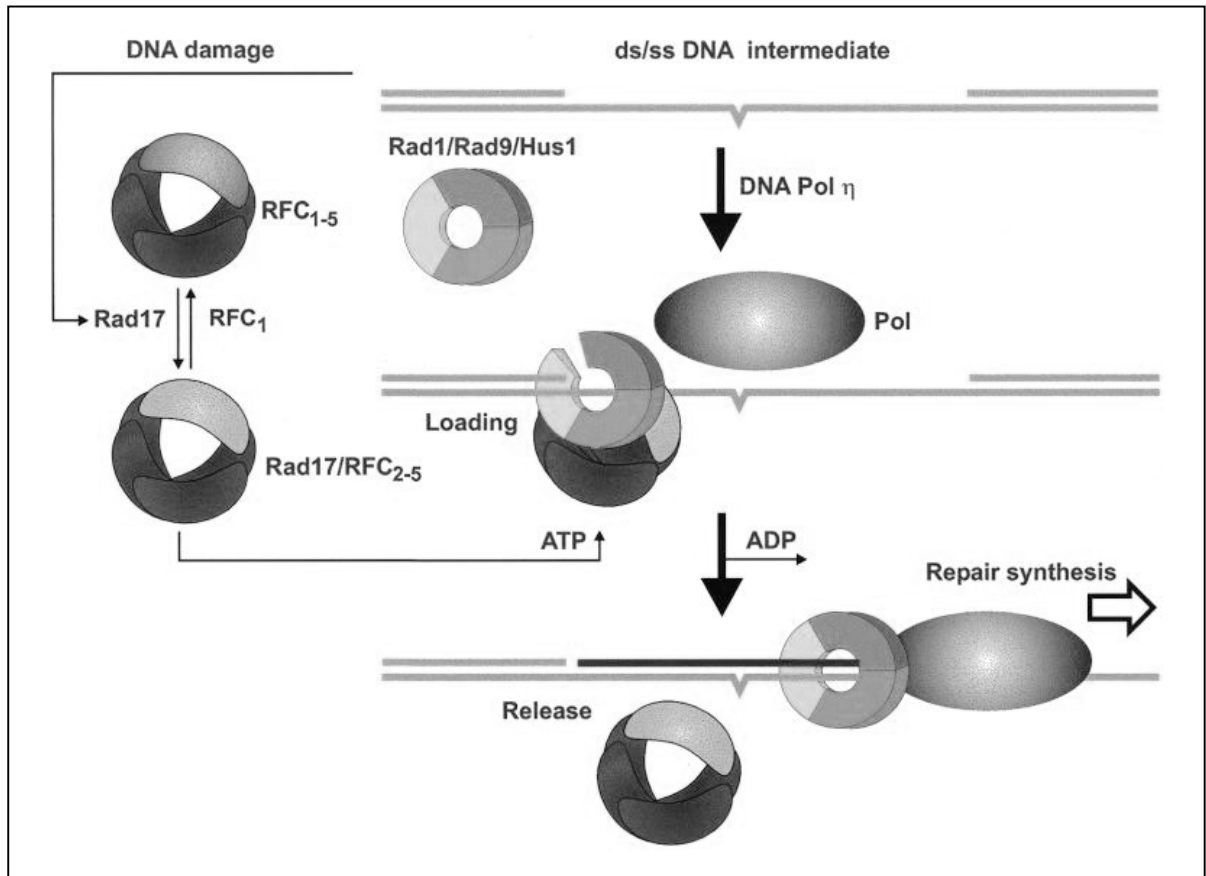 DNA damage
ds/ss DNA intermediate
Rad1/Rad9/Hus1
DNA Pol η
RFC1-5
Rad17
RFC1
Pol
Loading
Rad17/RFC2-5
ATP
ADP
Repair synthesis
Release